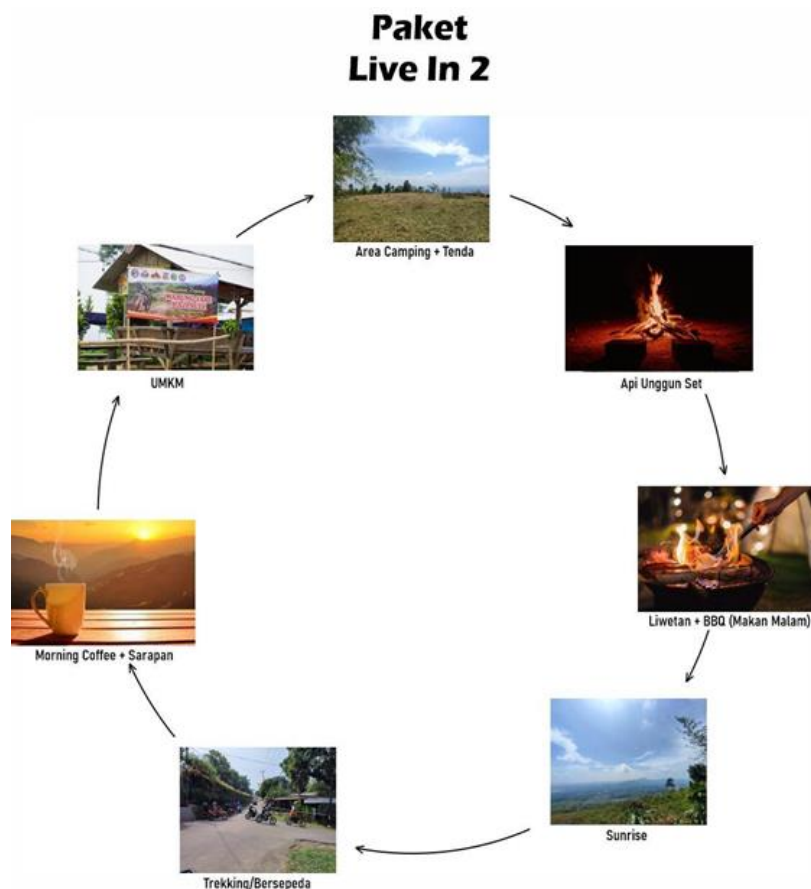 Paket
Live In 2
Area Camping + Tenda
Api Unggun Set
Liwetan + BBQ (Makan Malam)
Sunrise
Trekking/Bersepeda
Morning Coffee + Sarapan
UMKM